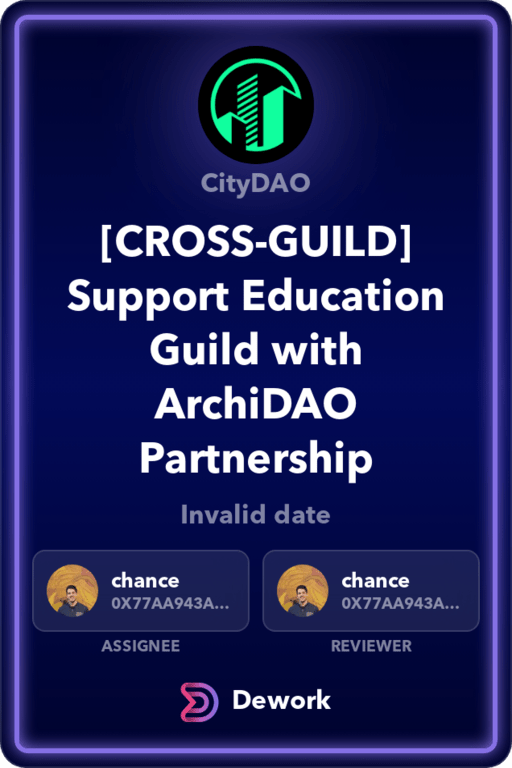 CityDAO
[CROSS-GUILD]
Support Education
Guild with
ArchiDAO
Partnership
Invalid date
chance
0X77AA943A...
ASSIGNEE
chance
0X77AA943A...
REVIEWER
Dework